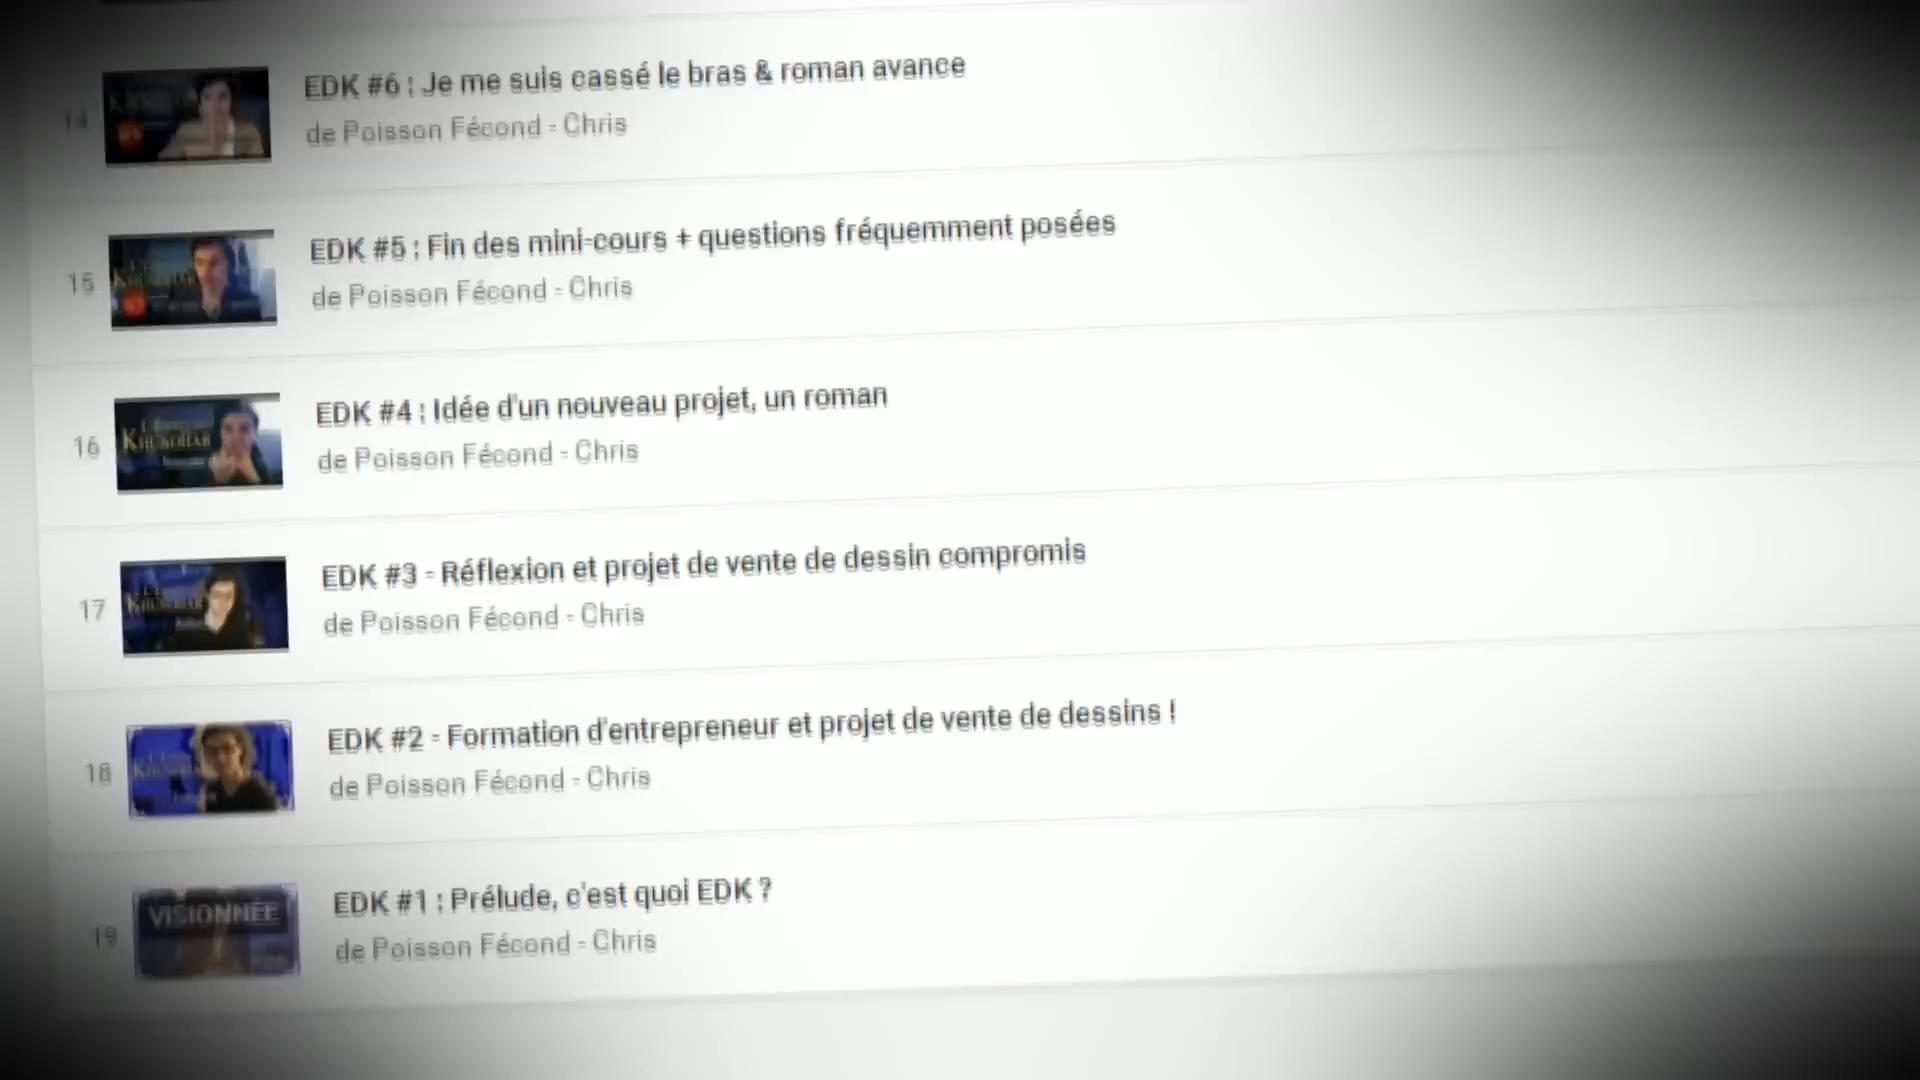 14
EDK #6 : Je me suis cassé le bras & roman avance
de Poisson Fécond - Chris
15
EDK #5 : Fin des mini-cours + questions fréquemment posées
de Poisson Fécond - Chris
16
KHUNDHAR
EDK #4 : Idée d'un nouveau projet, un roman
de Poisson Fécond - Chris
17
EDK #3 - Réflexion et projet de vente de dessin compromis
de Poisson Fécond - Chris
18
EDK #2 - Formation d'entrepreneur et projet de vente de dessins !
de Poisson Fécond - Chris
19
VISIONNÉE
EDK #1 : Prélude, c'est quoi EDK ?
de Poisson Fécond - Chris